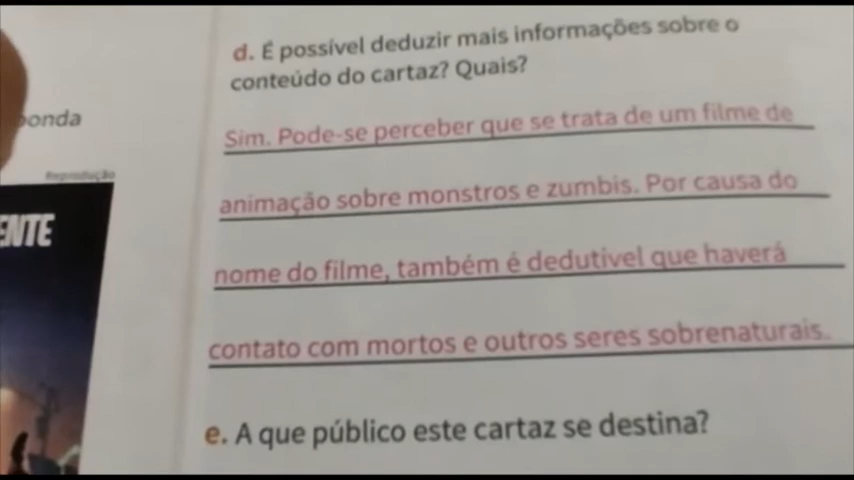 onda
Reprodução
ENTE
d. É possível deduzir mais informações sobre o
conteúdo do cartaz? Quais?
Sim. Pode-se perceber que se trata de um filme de
animação sobre monstros e zumbis. Por causa do
nome do filme, também é dedutível que haverá
contato com mortos e outros seres sobrenaturais.
e. A que público este cartaz se destina?